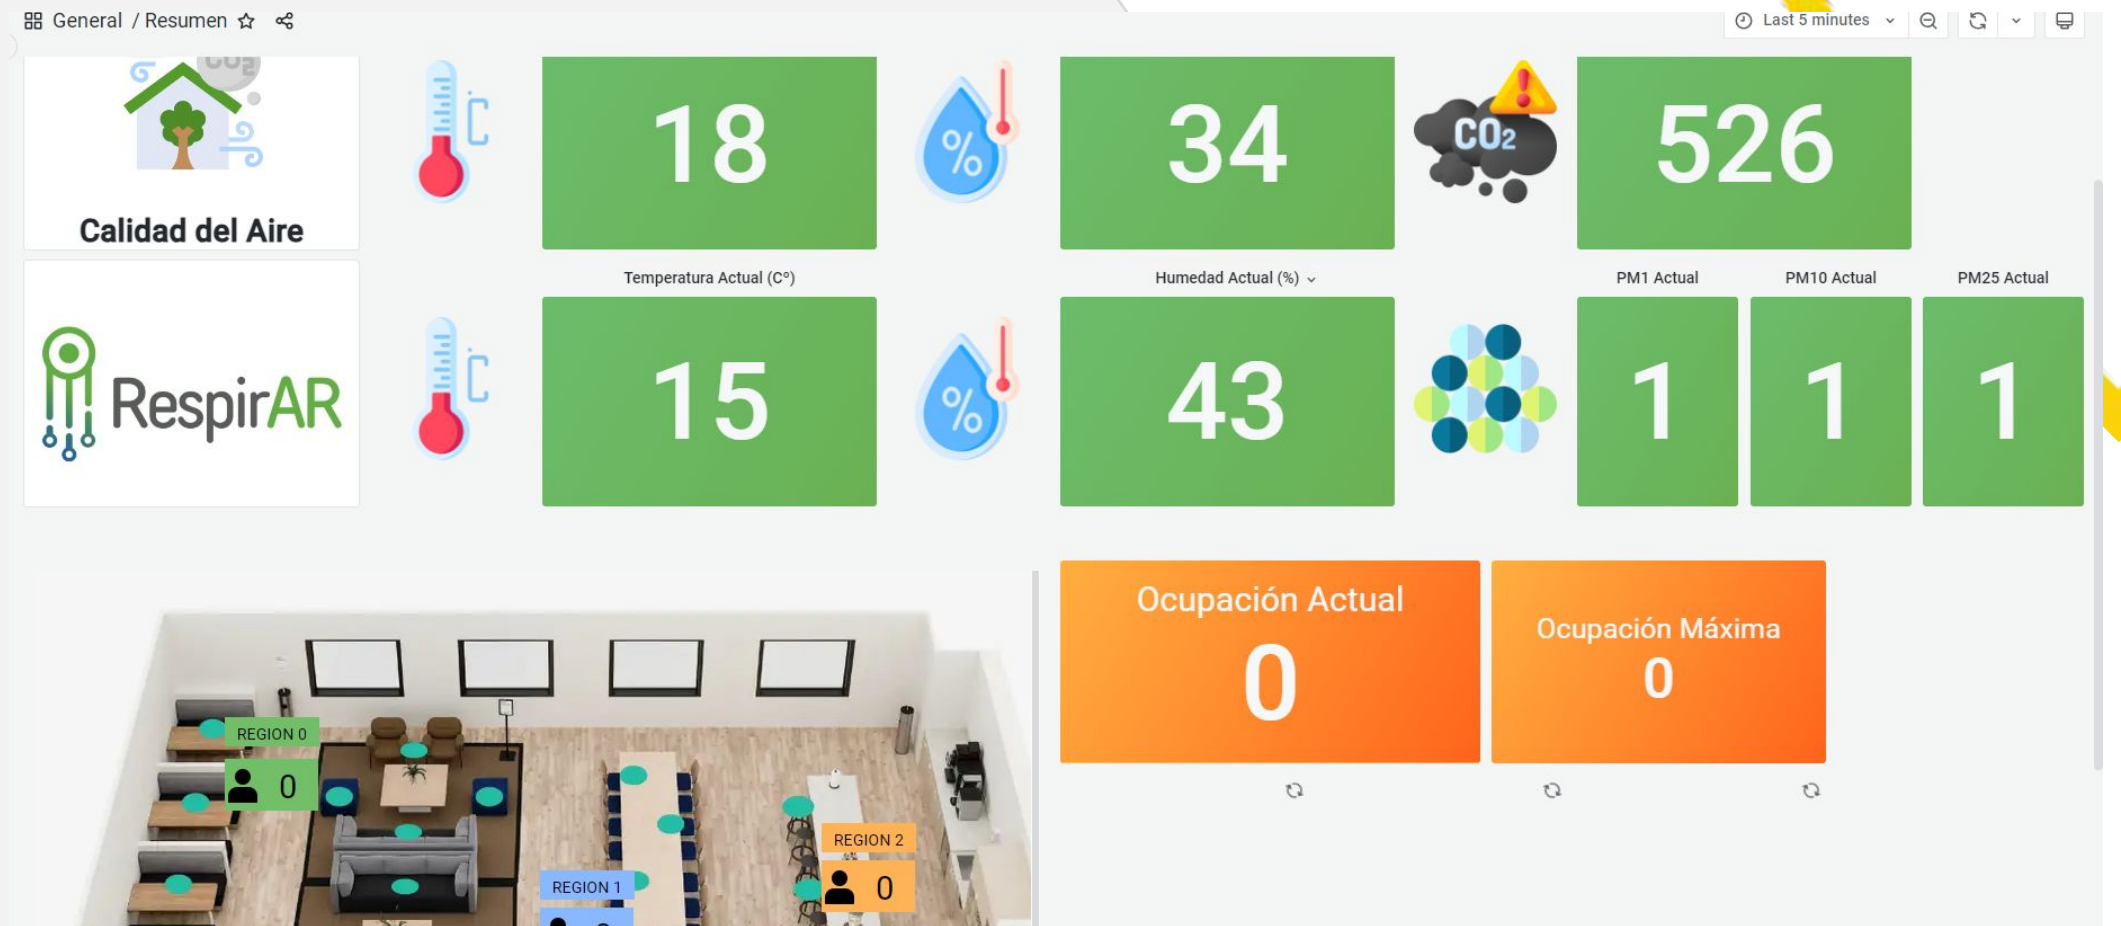 General / Resumen
Last 5 minutes
CO2
Calidad del Aire
C
18
%
34
CO2
526
Temperatura Actual (Cº)
Humedad Actual (%)
PM1 Actual
PM10 Actual
PM25 Actual
RespirAR
C
15
%
43
1
1
1
Ocupación Actual
0
Ocupación Máxima
0
REGION 0
0
REGION 2
0
REGION 1